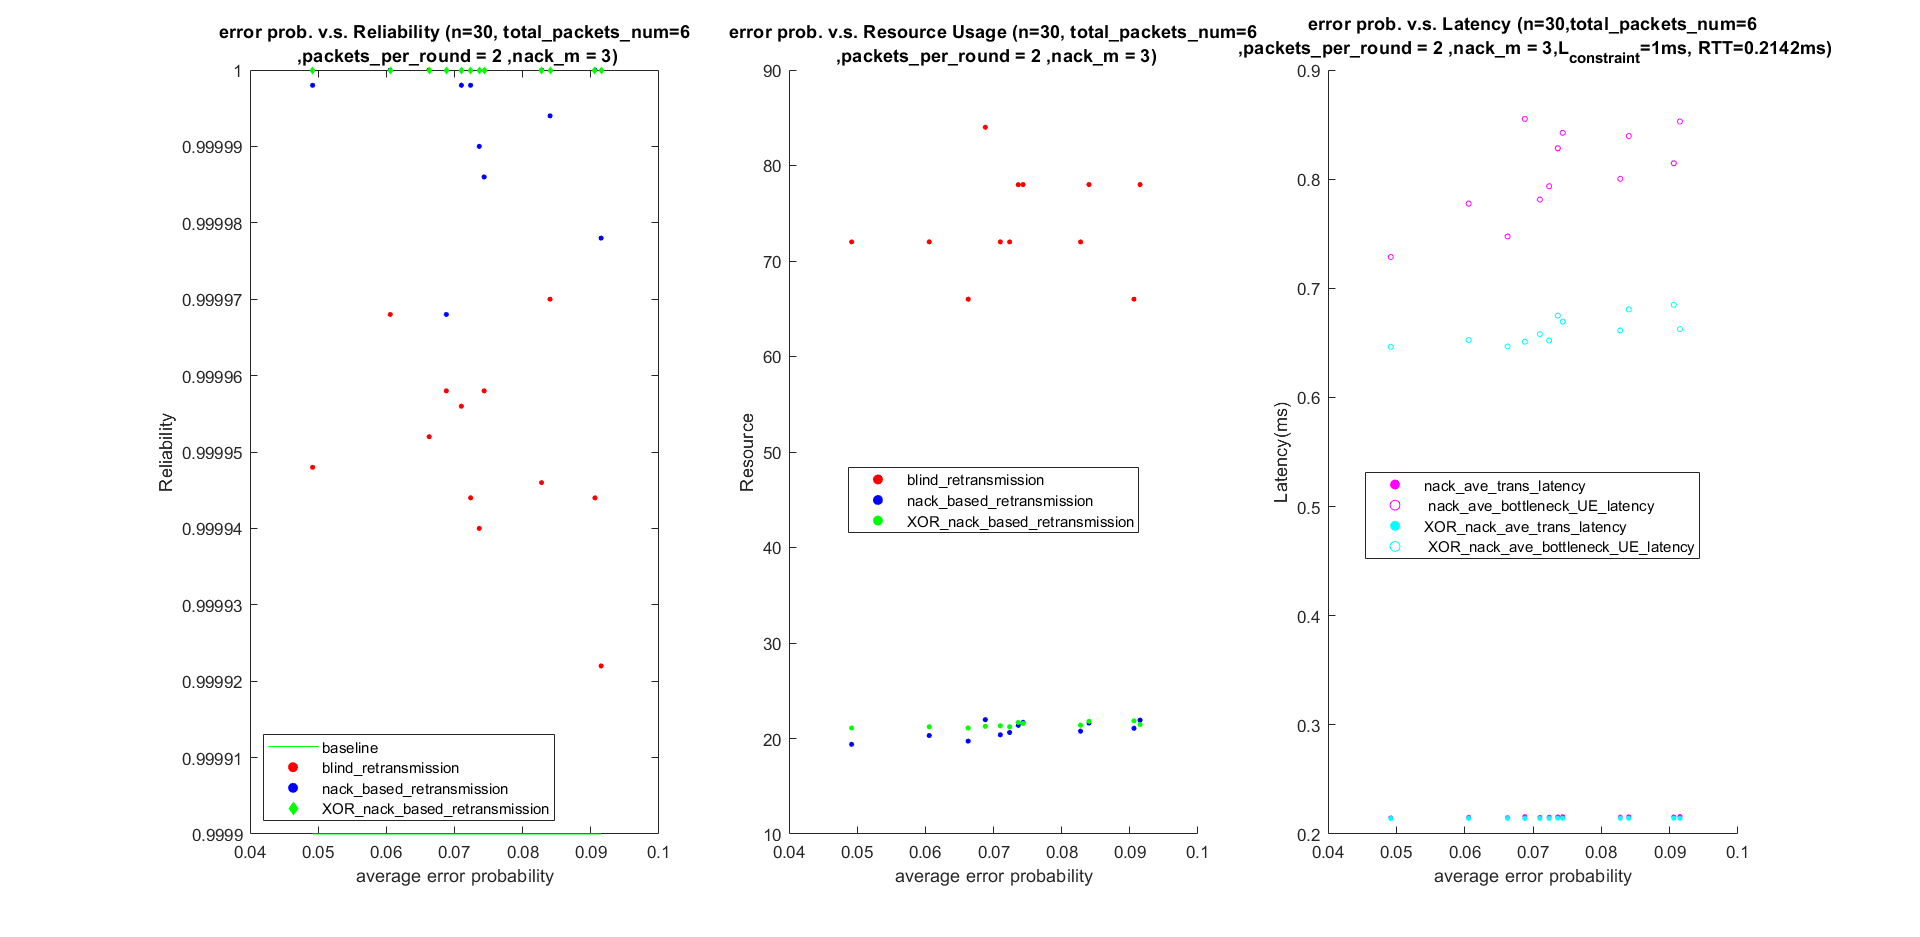 error prob. v.s. Reliability (n=30, total_packets_num=6
,packets_per_round = 2 ,nack_m = 3)
1
0.99999
0.99998
0.99997
0.99996
0.99995
0.99994
0.99993
0.99992
0.99991
0.9999
Reliability
baseline
blind_retransmission
nack_based_retransmission
XOR_nack_based_retransmission
0.04 0.05 0.06 0.07 0.08 0.09 0.1
average error probability
error prob. v.s. Resource Usage (n=30, total_packets_num=6
,packets_per_round = 2 ,nack_m = 3)
90
80
70
60
50
40
30
20
10
Resource
blind_retransmission
nack_based_retransmission
XOR_nack_based_retransmission
0.04 0.05 0.06 0.07 0.08 0.09 0.1
average error probability
error prob. v.s. Latency (n=30,total_packets_num=6
,packets_per_round = 2 ,nack_m = 3,L_constraint=1ms, RTT=0.2142ms)
0.9
0.8
0.7
0.6
0.5
0.4
0.3
0.2
Latency(ms)
nack_ave_trans_latency
nack_ave_bottleneck_UE_latency
XOR_nack_ave_trans_latency
XOR_nack_ave_bottleneck_UE_latency
0.04 0.05 0.06 0.07 0.08 0.09 0.1
average error probability